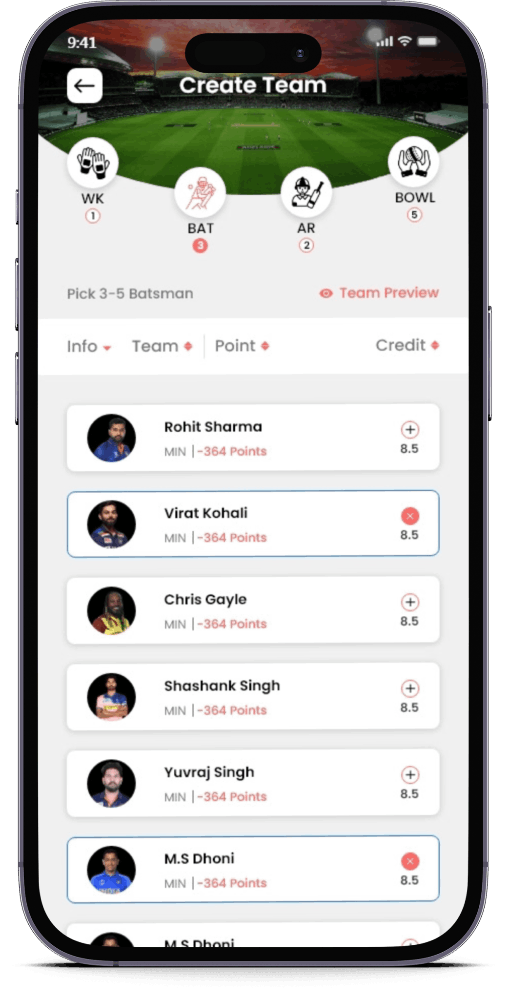 9:41
Create Team
WK
1
BAT
3
AR
2
BOWL
5
Pick 3-5 Batsman
Team Preview
Info Team Point Credit
Rohit Sharma
MIN | -364 Points
8.5
Virat Kohali
MIN | -364 Points
8.5
Chris Gayle
MIN | -364 Points
8.5
Shashank Singh
MIN | -364 Points
8.5
Yuvraj Singh
MIN | -364 Points
8.5
M.S Dhoni
MIN | -364 Points
8.5
M.S Dhoni